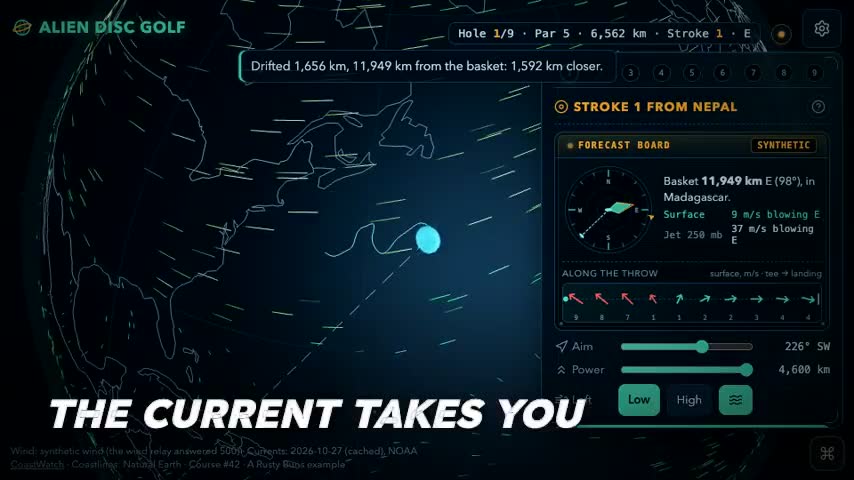 ALIEN DISC GOLF
Hole 1/9 · Par 5 · 6,562 km · Stroke 1 · E
Drifted 1,656 km, 11,949 km from the basket: 1,592 km closer.
3 4 5 6 7 8 9
STROKE 1 FROM NEPAL
?
FORECAST BOARD
SYNTHETIC
N
W
E
S
Basket 11,949 km E (98°), in
Madagascar.
Surface 9 m/s blowing E
Jet 250 mb 37 m/s blowing
E
ALONG THE THROW
surface, m/s · tee → landing
9 8 7 1 1 2 3 4 4 4
Aim 226° SW
Power 4,600 km
Low High
THE CURRENT TAKES YOU
Wind: synthetic wind (the wind relay answered 500). Currents: 2026-10-27 (cached), NOAA
CoastWatch · Coastlines: Natural Earth · Course #42 · A Rusty Buns example